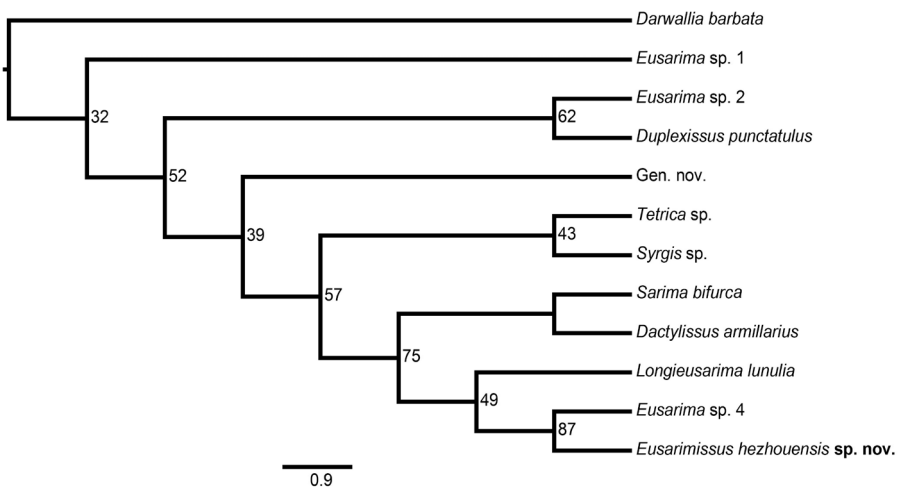 Darwallia barbata
Eusarima sp. 1
32
Eusarima sp. 2
62
Duplexissus punctatulus
52
Gen. nov.
39
Tetrica sp.
43
Syrgis sp.
57
Sarima bifurca
Dactylissus armillarius
75
Longieusarima lunulia
49
Eusarima sp. 4
87
Eusarimissus hezhouensis sp. nov.
0.9